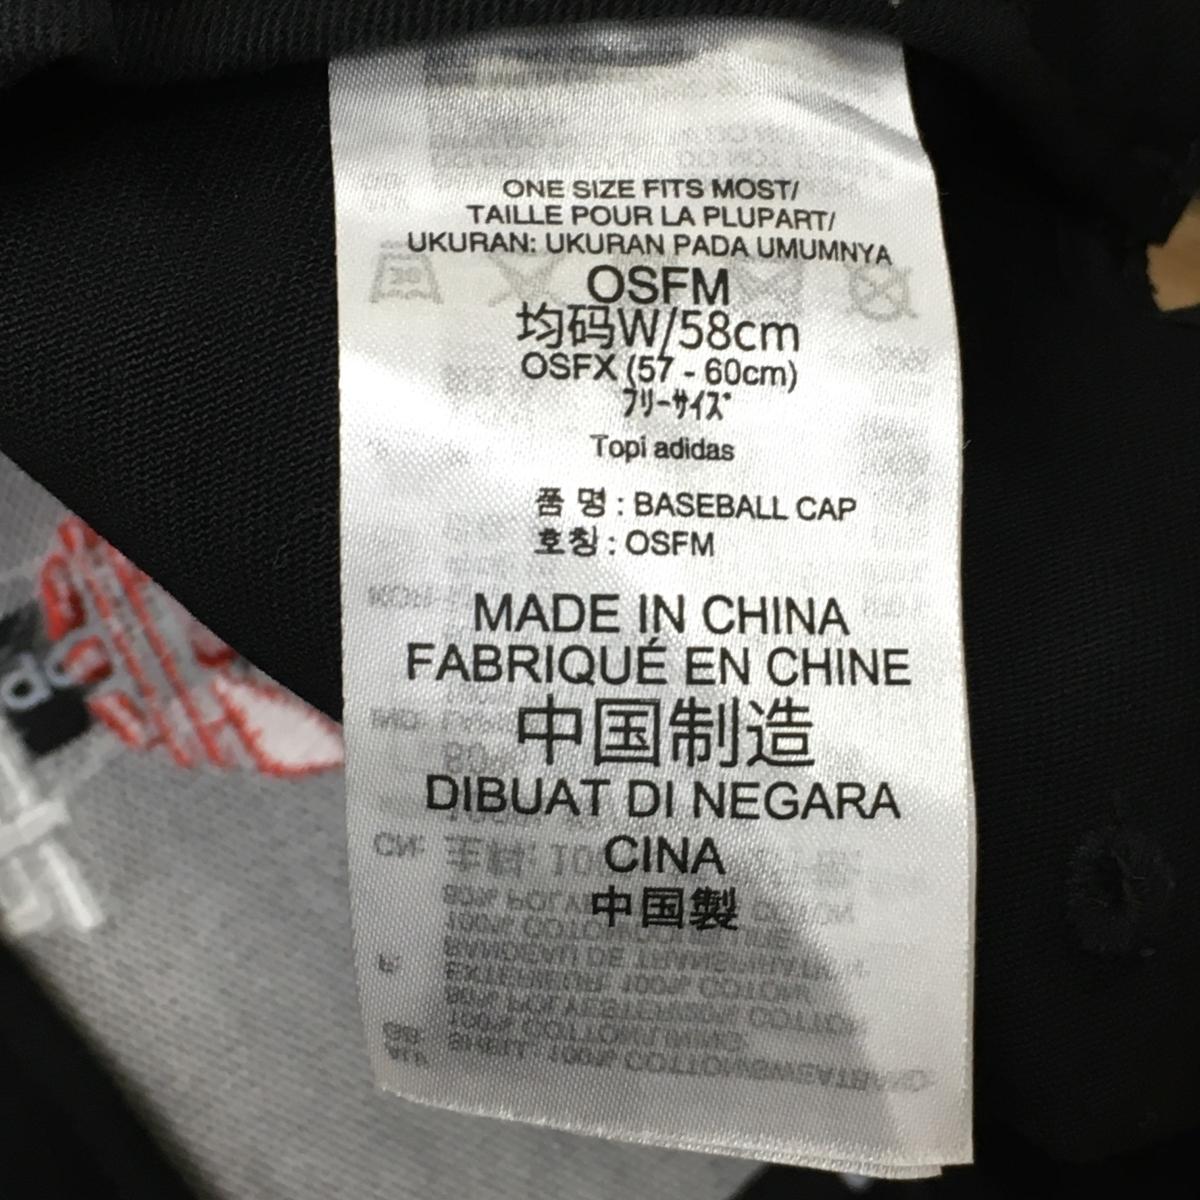 ONE SIZE FITS MOST/
TAILLE POUR LA PLUPART/
UKURAN: UKURAN PADA UMUMNYA
OSFM
均码W/58cm
OSFX (57 - 60cm)
ﾌﾘｰｻｲｽﾞ
Topi adidas
품 명 : BASEBALL CAP
호칭 : OSFM
MADE IN CHINA
FABRIQUÉ EN CHINE
中国制造
DIBUAT DI NEGARA
CINA
中国製